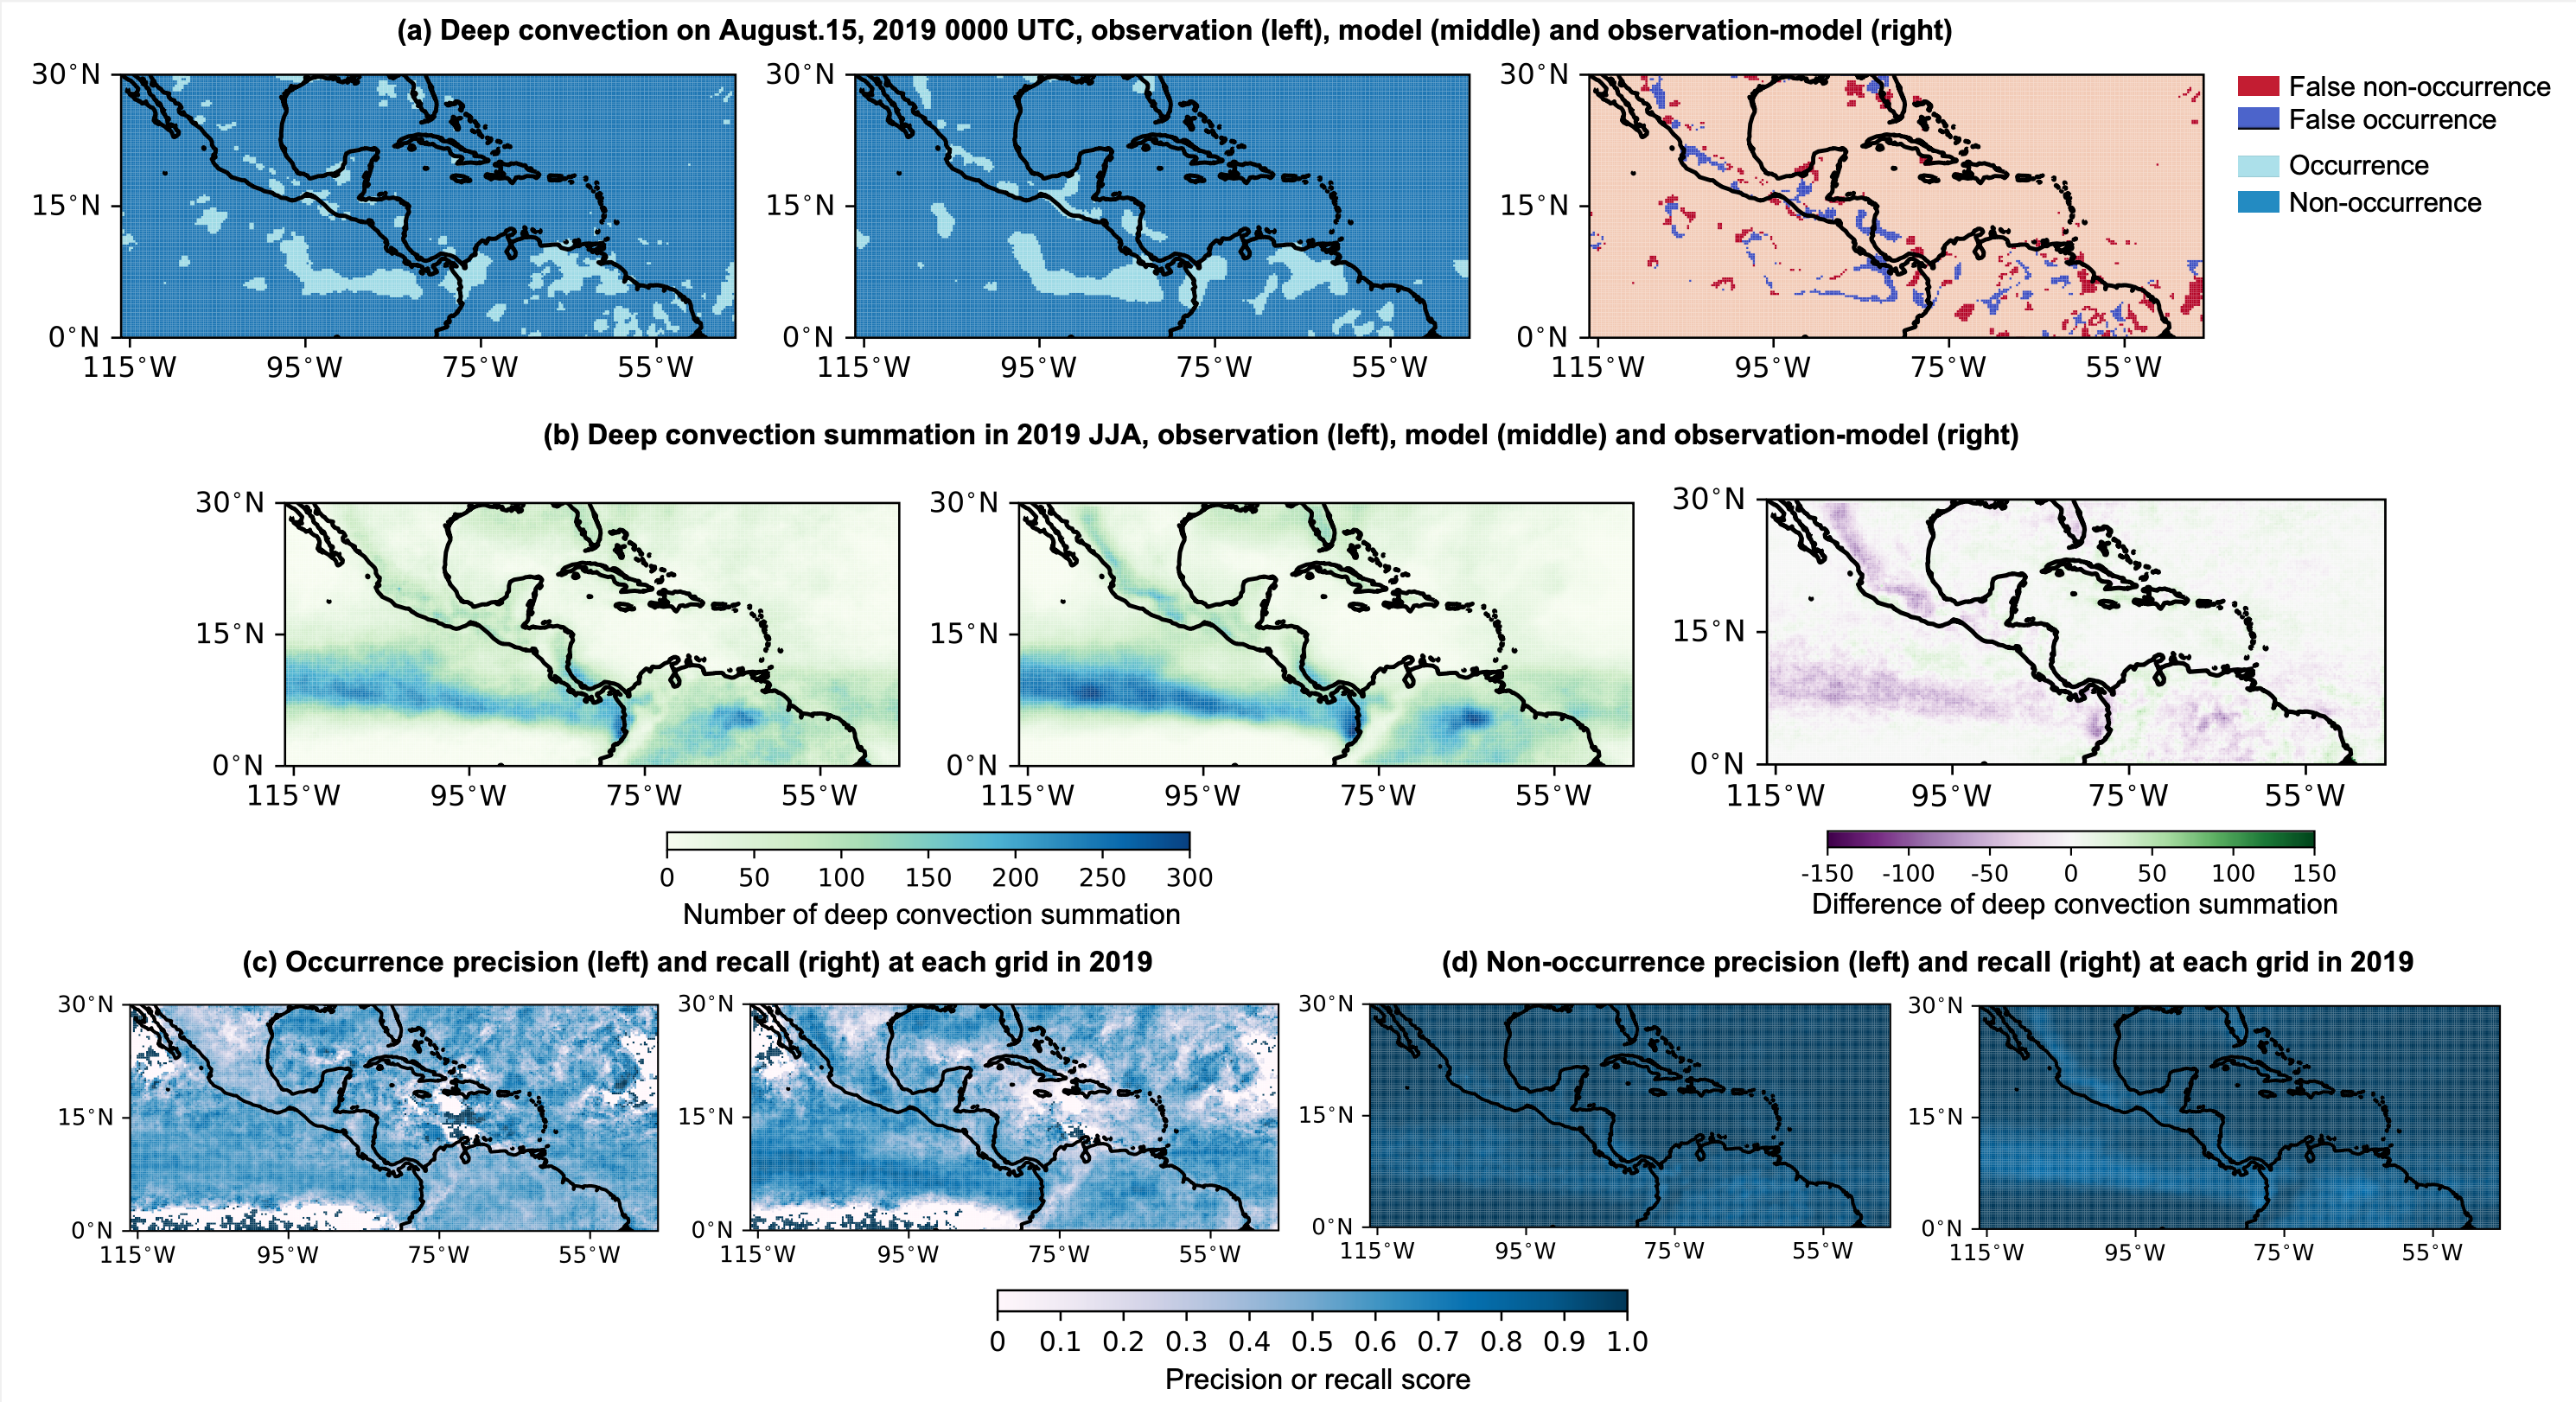 (a) Deep convection on August.15, 2019 0000 UTC, observation (left), model (middle) and observation-model (right)
30°N
15°N
0°N
115°W 95°W 75°W 55°W
30°N
15°N
0°N
115°W 95°W 75°W 55°W
30°N
15°N
0°N
115°W 95°W 75°W 55°W
False non-occurrence
False occurrence
Occurrence
Non-occurrence
(b) Deep convection summation in 2019 JJA, observation (left), model (middle) and observation-model (right)
30°N
15°N
0°N
115°W 95°W 75°W 55°W
30°N
15°N
0°N
115°W 95°W 75°W 55°W
30°N
15°N
0°N
115°W 95°W 75°W 55°W
0 50 100 150 200 250 300
Number of deep convection summation
-150 -100 -50 0 50 100 150
Difference of deep convection summation
(c) Occurrence precision (left) and recall (right) at each grid in 2019
30°N
15°N
0°N
115°W 95°W 75°W 55°W
30°N
15°N
0°N
115°W 95°W 75°W 55°W
(d) Non-occurrence precision (left) and recall (right) at each grid in 2019
30°N
15°N
0°N
115°W 95°W 75°W 55°W
30°N
15°N
0°N
115°W 95°W 75°W 55°W
0 0.1 0.2 0.3 0.4 0.5 0.6 0.7 0.8 0.9 1.0
Precision or recall score